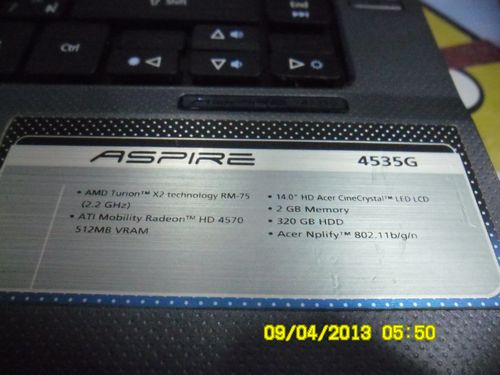 Shift
End
Ctrl
ASPIRE 4535G
• AMD Turion™ X2 technology RM-75
(2.2 GHz)
• ATI Mobility Radeon™ HD 4570
512MB VRAM
• 14.0" HD Acer CineCrystal™ LED LCD
• 2 GB Memory
• 320 GB HDD
• Acer Nplify™ 802.11b/g/n
09/04/2013 05:50